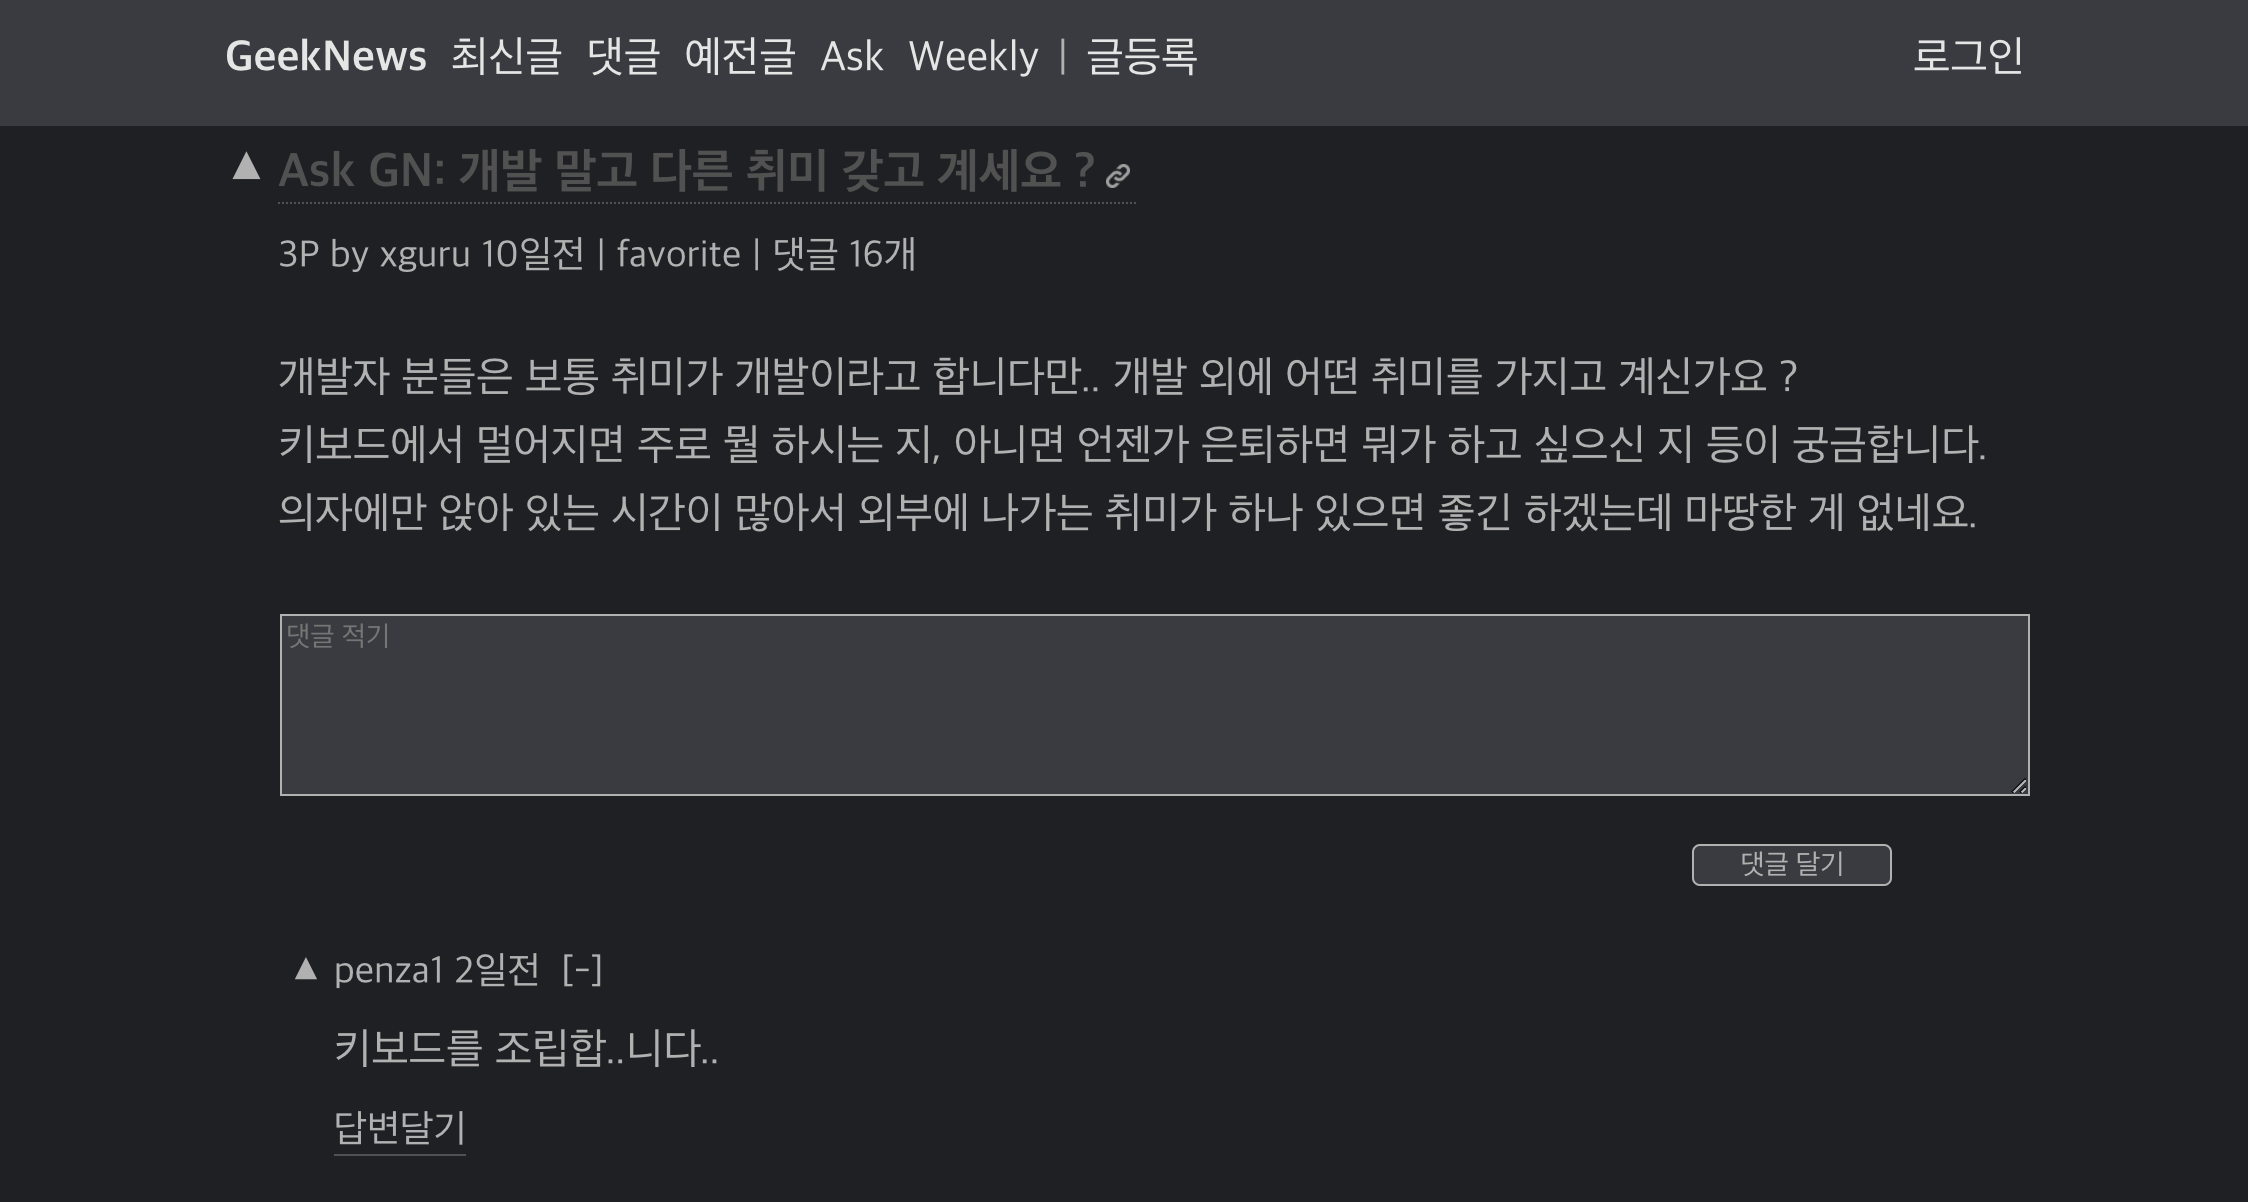 GeekNews 최신글 댓글 예전글 Ask Weekly | 글등록 로그인
▲ Ask GN: 개발 말고 다른 취미 갖고 계세요 ?
3P by xguru 10일전 | favorite | 댓글 16개
개발자 분들은 보통 취미가 개발이라고 합니다만.. 개발 외에 어떤 취미를 가지고 계신가요 ?
키보드에서 멀어지면 주로 뭘 하시는 지, 아니면 언젠가 은퇴하면 뭐가 하고 싶으신 지 등이 궁금합니다.
의자에만 앉아 있는 시간이 많아서 외부에 나가는 취미가 하나 있으면 좋긴 하겠는데 마땅한 게 없네요.
댓글 적기
댓글 달기
▲ penza1 2일전 [-]
키보드를 조립합..니다..
답변달기